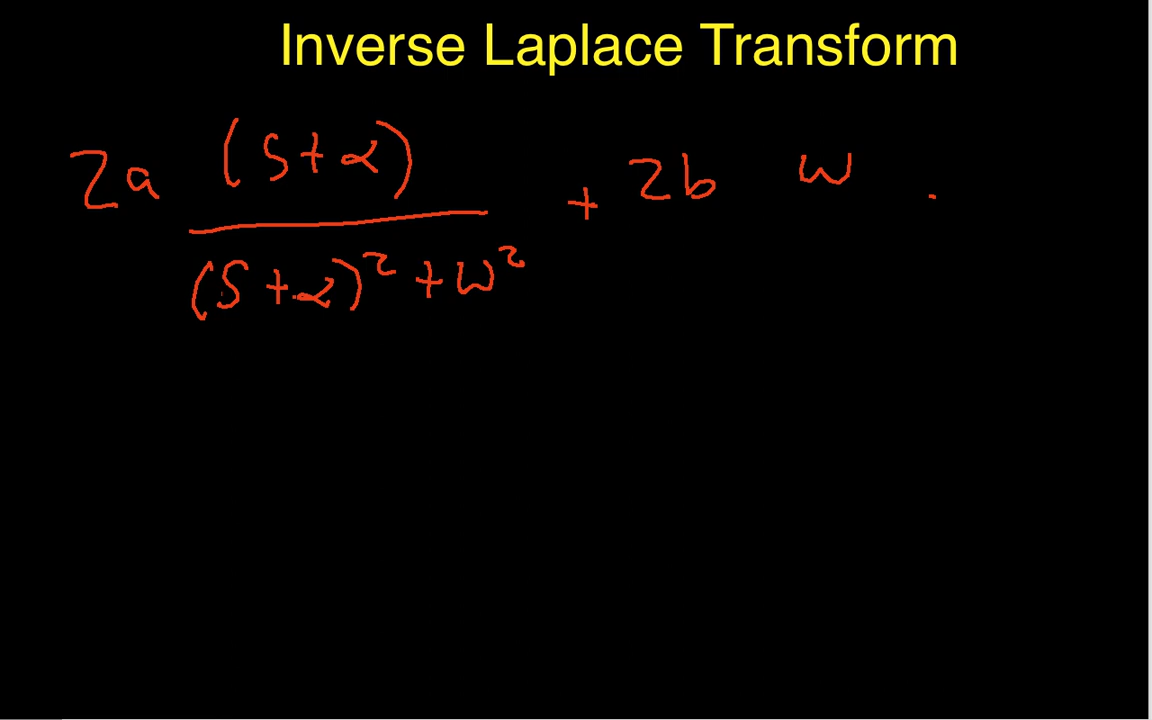 Inverse Laplace Transform
2a (s+α) / ((s+α)² + ω²) + 2b ω .